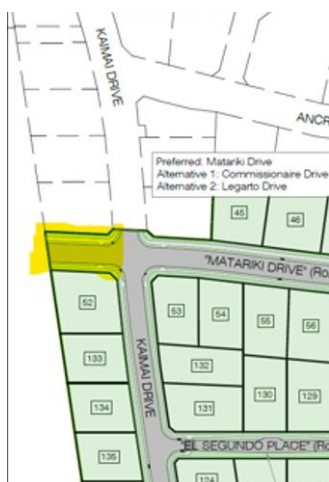 KAIMAI DRIVE
ANCR
Preferred: Matariki Drive
Alternative 1: Commissionaire Drive
Alternative 2: Legarto Drive
45
46
"MATARIKI DRIVE" (Ro
52
53
54
55
56
KAIMAI DRIVE
133
132
134
131
130
129
135
"EL SEGUNDO PLACE" (Ro
124